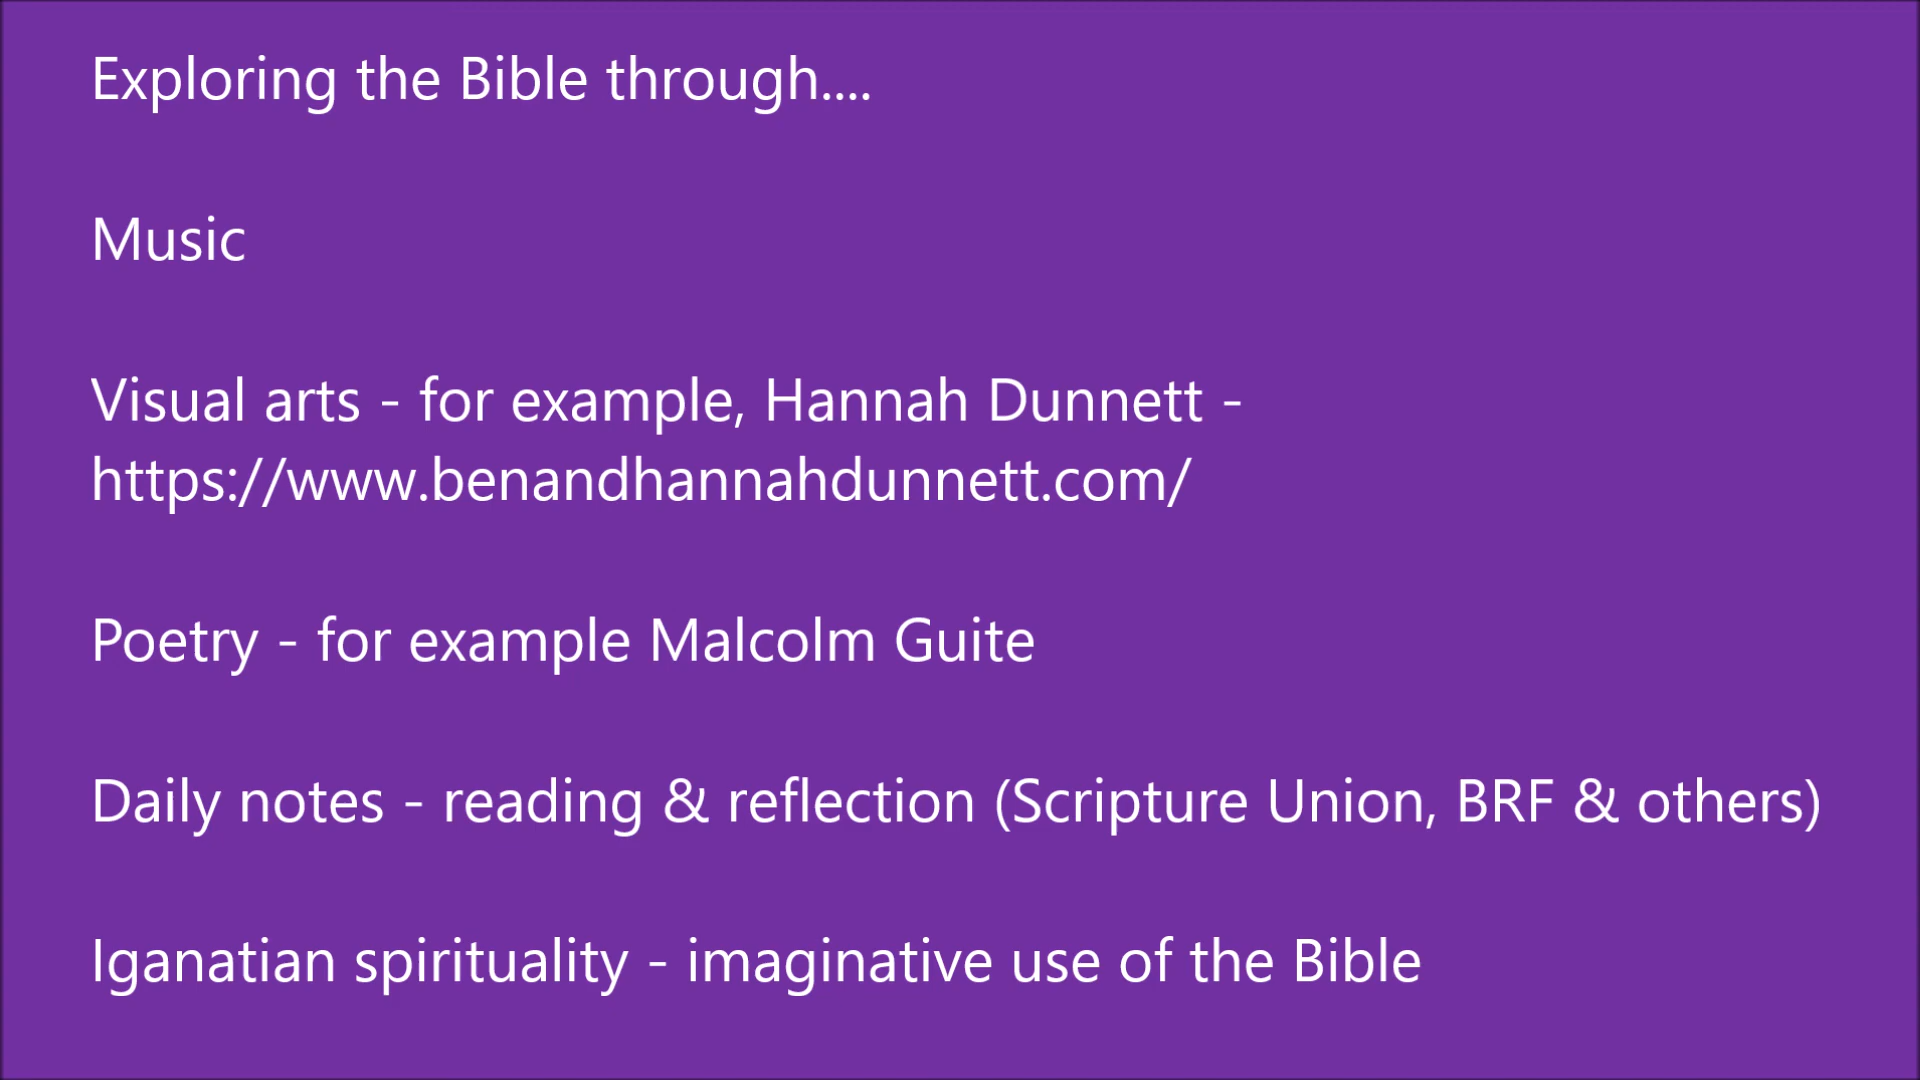 Exploring the Bible through....
Music
Visual arts - for example, Hannah Dunnett -
https://www.benandhannahdunnett.com/
Poetry - for example Malcolm Guite
Daily notes - reading & reflection (Scripture Union, BRF & others)
Iganatian spirituality - imaginative use of the Bible